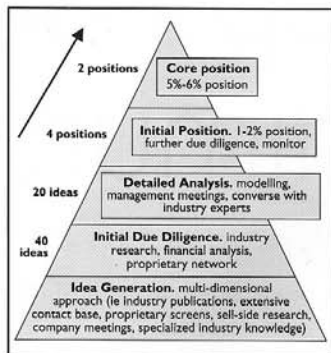 2 positions
Core position
5%-6% position
4 positions
Initial Position. 1-2% position,
further due diligence, monitor
20 ideas
Detailed Analysis. modelling,
management meetings, converse with
industry experts
40
ideas
Initial Due Diligence. industry
research, financial analysis,
proprietary network
Idea Generation. multi-dimensional
approach (ie industry publications, extensive
contact base, proprietary screens, sell-side research,
company meetings, specialized industry knowledge)